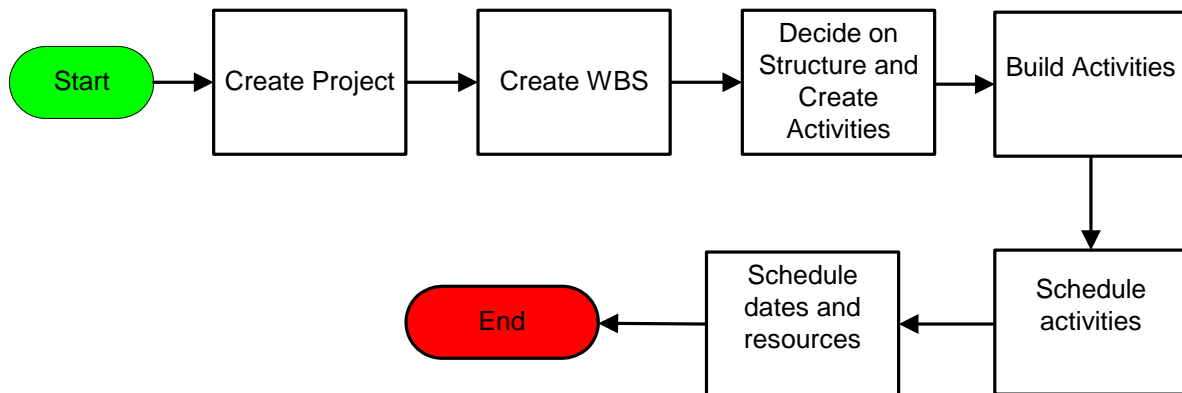 Start
Create Project
Create WBS
Decide on
Structure and
Create
Activities
Build Activities
Schedule
activities
Schedule
dates and
resources
End